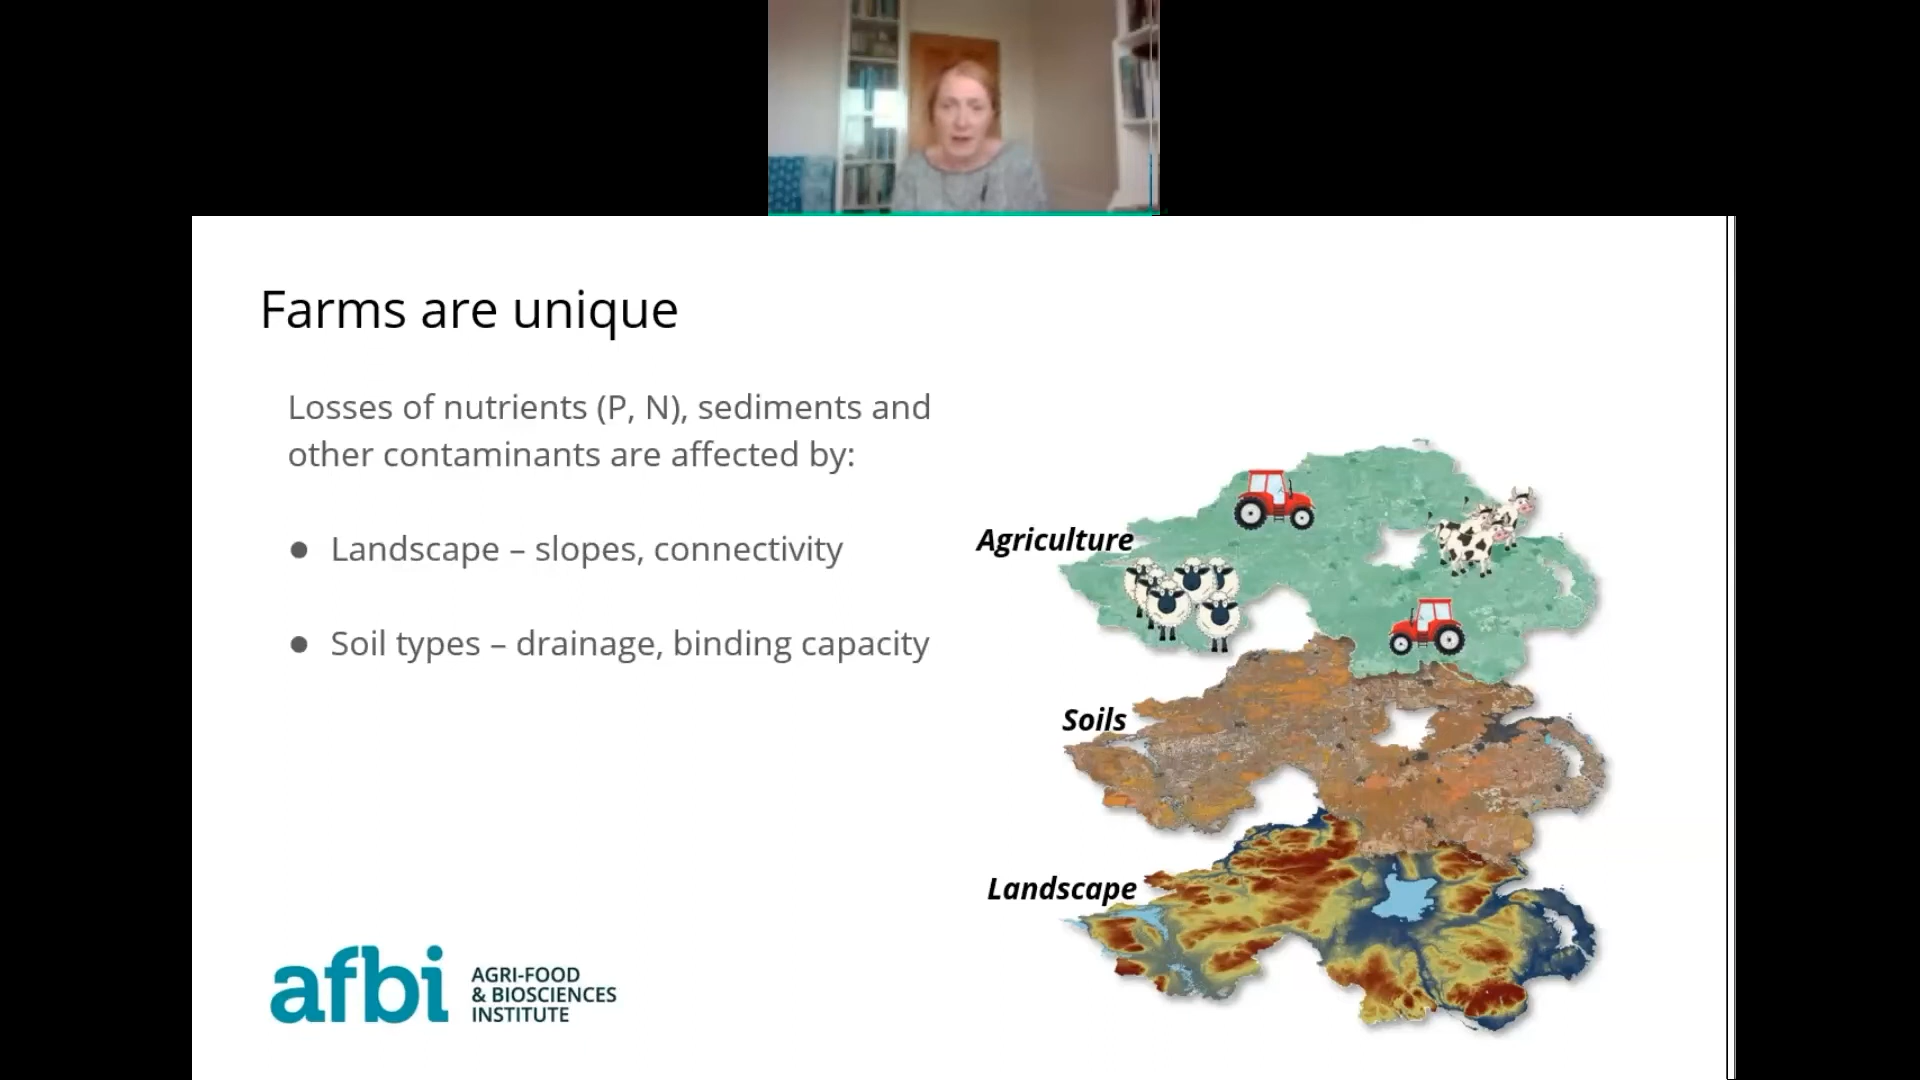 Farms are unique
Losses of nutrients (P, N), sediments and
other contaminants are affected by:
● Landscape – slopes, connectivity
● Soil types – drainage, binding capacity
Agriculture
Soils
Landscape
afbi
AGRI-FOOD
& BIOSCIENCES
INSTITUTE